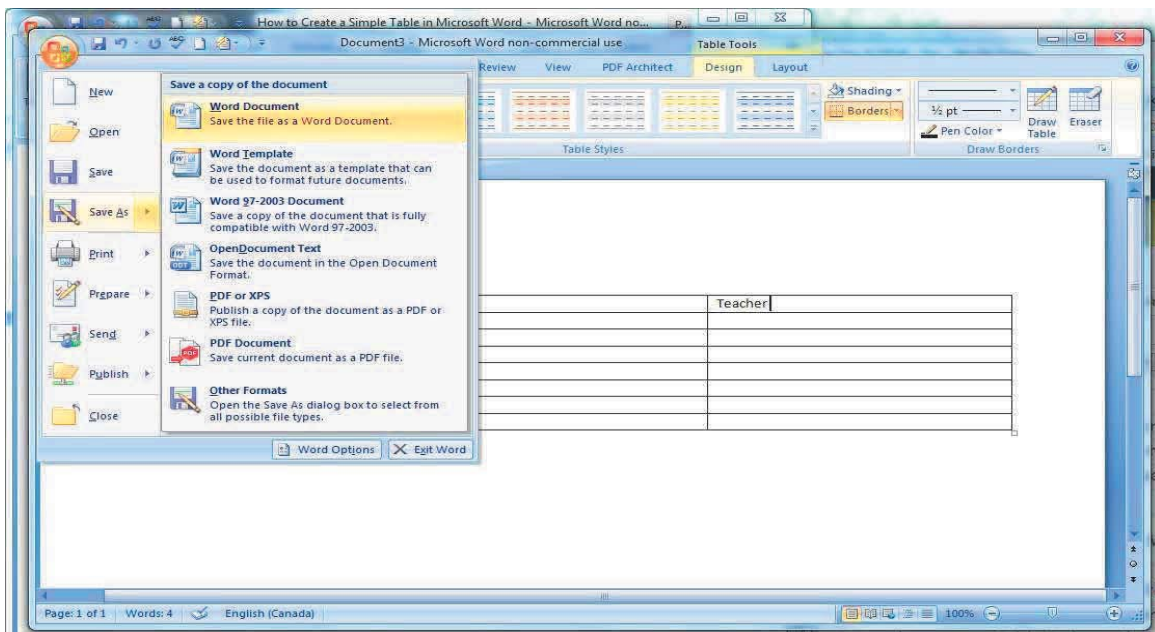 How to Create a Simple Table in Microsoft Word - Microsoft Word no...
Document3 - Microsoft Word non-commercial use
Table Tools
Review View PDF Architect Design Layout
New
Open
Save
Save As
Print
Prepare
Send
Publish
Close
Save a copy of the document
Word Document
Save the file as a Word Document.
Word Template
Save the document as a template that can
be used to format future documents.
Word 97-2003 Document
Save a copy of the document that is fully
compatible with Word 97-2003.
OpenDocument Text
Save the document in the Open Document
Format.
PDF or XPS
Publish a copy of the document as a PDF or
XPS file.
PDF Document
Save current document as a PDF file.
Other Formats
Open the Save As dialog box to select from
all possible file types.
Word Options Exit Word
Table Styles
Shading
Borders
½ pt
Pen Color
Draw
Table
Eraser
Draw Borders
Teacher
Page: 1 of 1 Words: 4 English (Canada) 100%